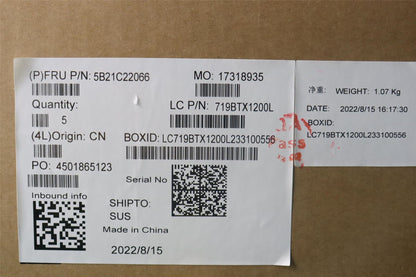 (P)FRU P/N: 5B21C22066
MO: 17318935
Quantity:
5
LC P/N: 719BTX1200L
(4L)Origin: CN
BOXID: LC719BTX1200L233100556
PO: 4501865123
Serial No
Inbound info
SHIPTO:
SUS
Made in China
2022/8/15
净重: WEIGHT: 1.07 Kg
DATE: 2022/8/15 16:17:30
BOXID:
LC719BTX1200L233100556